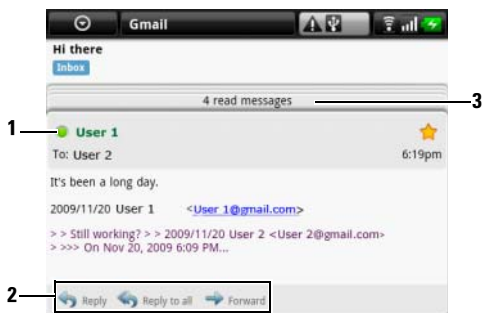 Gmail
Hi there
Inbox
4 read messages
3
1
User 1
To: User 2
6:19pm
It's been a long day.
2009/11/20 User 1 <User 1@gmail.com>
> > Still working? > > 2009/11/20 User 2 <User 2@gmail.com>
> >>> On Nov 20, 2009 6:09 PM...
2
Reply Reply to all Forward